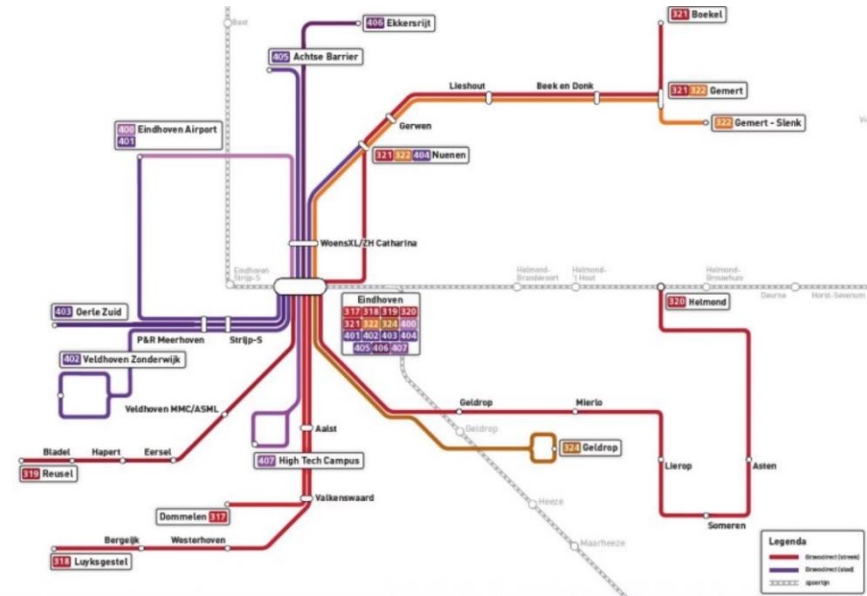 Best
406 Ekkersrijt
405 Achtse Barrier
321 Boekel
400 Eindhoven Airport
401
Lieshout
Beek en Donk
321 322 Gemert
322 Gemert - Slenk
Gerwen
321 322 404 Nuenen
WoensXL/ZH Catharina
Eindhoven
Strijp-S
Helmond-
Brandevoort
Helmond-
't Hout
Helmond-
Brouwhuis
Deurne
Horst-Sevenum
403 Oerle Zuid
P&R Meerhoven
Strijp-S
Eindhoven
317 318 319 320
321 322 324 400
401 402 403 404
405 406 407
320 Helmond
402 Veldhoven Zonderwijk
Veldhoven MMC/ASML
Geldrop
Mierlo
Aalst
Geldrop
324 Geldrop
Bladel
Hapert
Eersel
319 Reusel
407 High Tech Campus
Lierop
Asten
Valkenswaard
Dommelen 317
Heeze
Someren
Bergeijk
Westerhoven
Maarheeze
318 Luyksgestel
Legenda
Bravodirect (streek)
Bravodirect (stad)
spoorlijn